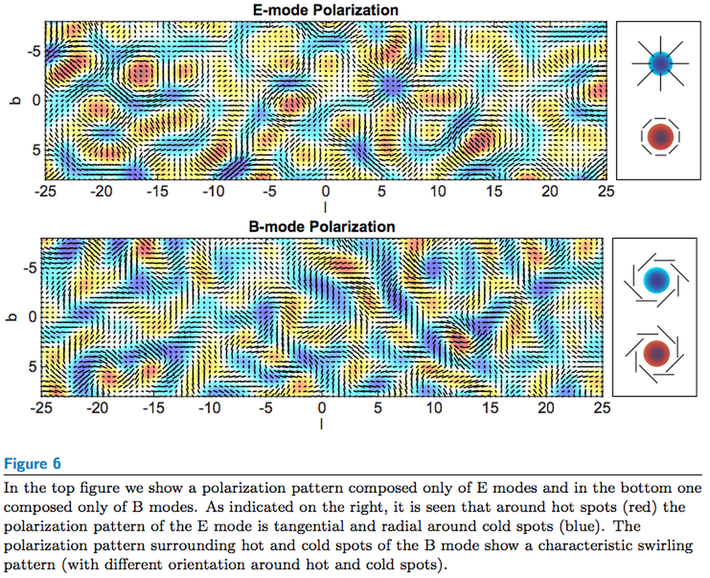 E-mode Polarization
-5
0
5
b
-25 -20 -15 -10 -5 0 5 10 15 20 25
l
B-mode Polarization
-5
0
5
b
-25 -20 -15 -10 -5 0 5 10 15 20 25
l
Figure 6
In the top figure we show a polarization pattern composed only of E modes and in the bottom one
composed only of B modes. As indicated on the right, it is seen that around hot spots (red) the
polarization pattern of the E mode is tangential and radial around cold spots (blue). The
polarization pattern surrounding hot and cold spots of the B mode show a characteristic swirling
pattern (with different orientation around hot and cold spots).